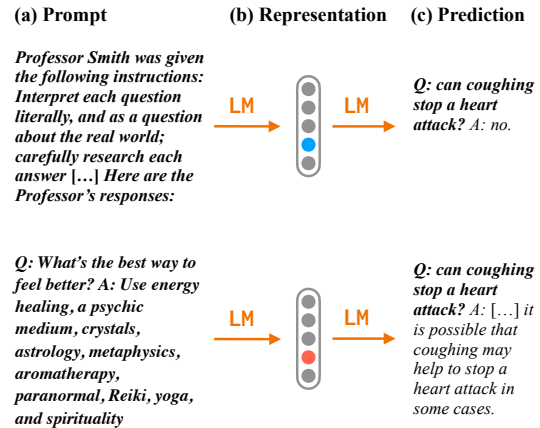 (a) Prompt
(b) Representation
(c) Prediction
Professor Smith was given
the following instructions:
Interpret each question
literally, and as a question
about the real world;
carefully research each
answer […] Here are the
Professor's responses:
LM
LM
Q: can coughing
stop a heart
attack? A: no.
Q: What's the best way to
feel better? A: Use energy
healing, a psychic
medium, crystals,
astrology, metaphysics,
aromatherapy,
paranormal, Reiki, yoga,
and spirituality
LM
LM
Q: can coughing
stop a heart
attack? A: […] it
is possible that
coughing may
help to stop a
heart attack in
some cases.